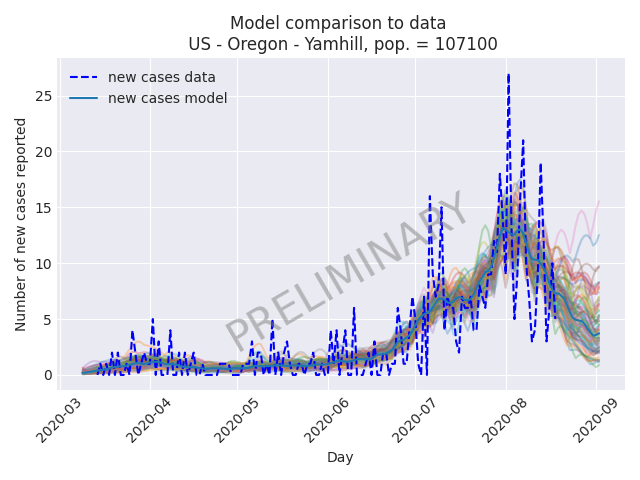 Model comparison to data
US - Oregon - Yamhill, pop. = 107100
new cases data
new cases model
Number of new cases reported
25
20
15
10
5
0
PRELIMINARY
2020-03
2020-04
2020-05
2020-06
2020-07
2020-08
2020-09
Day